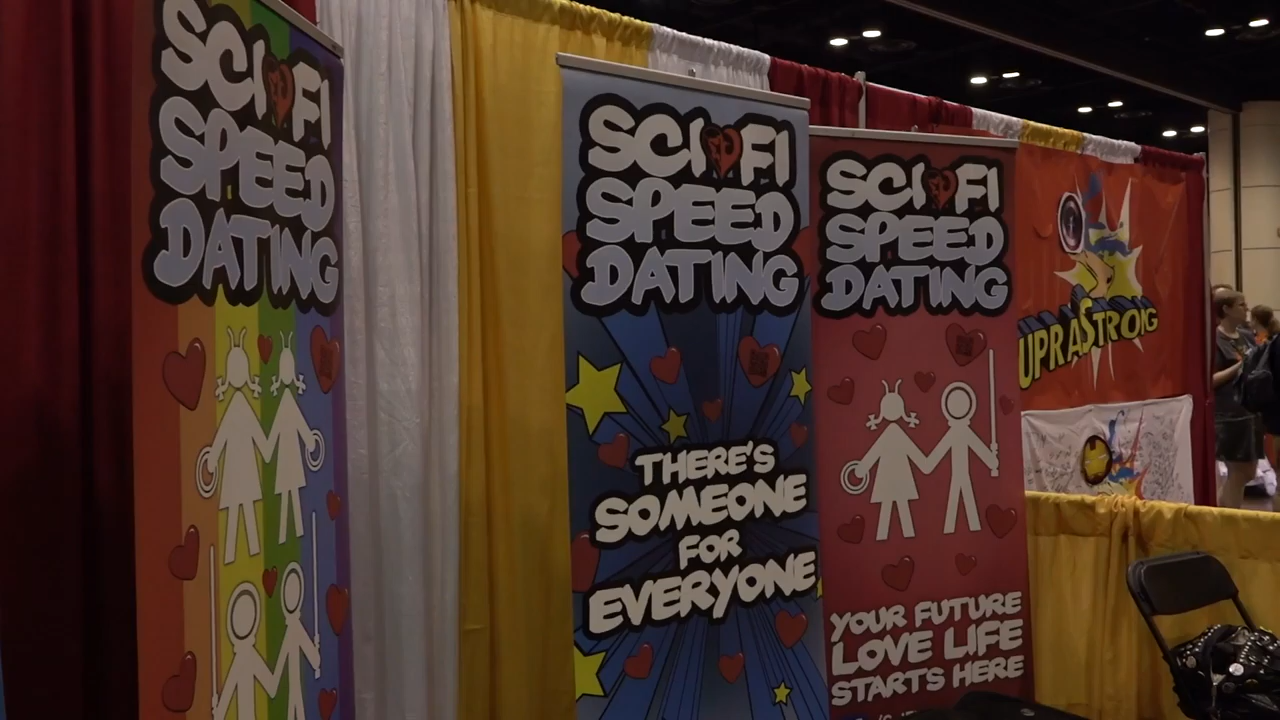 SCI FI
SPEED
DATING
SCI FI
SPEED
DATING
THERE'S
SOMEONE
FOR
EVERYONE
SCI FI
SPEED
DATING
YOUR FUTURE
LOVE LIFE
STARTS HERE
UPRASTRONG